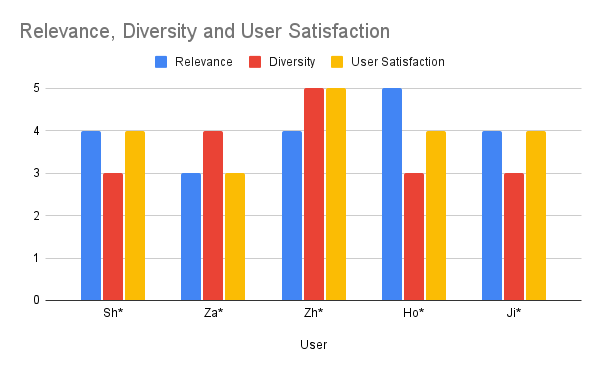 Relevance, Diversity and User Satisfaction
Relevance Diversity User Satisfaction
5
4
3
2
1
0
Sh* Za* Zh* Ho* Ji*
User